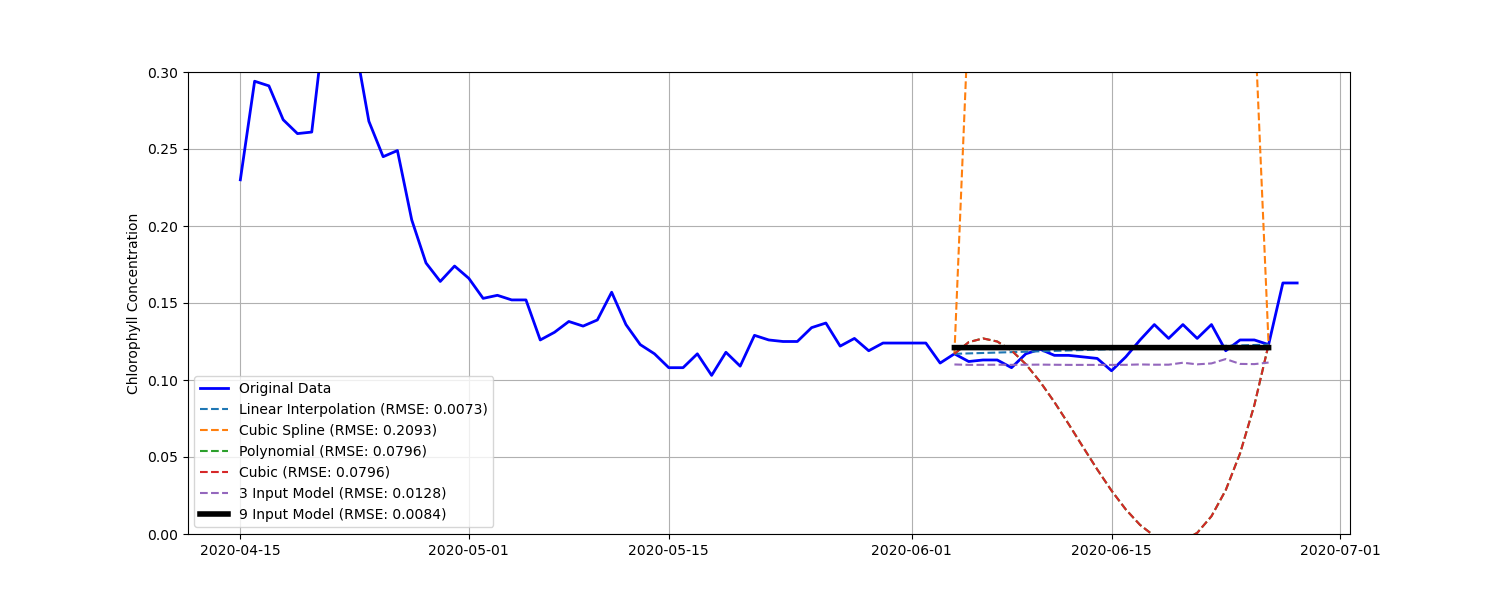 Chlorophyll Concentration
0.30
0.25
0.20
0.15
0.10
0.05
0.00
Original Data
Linear Interpolation (RMSE: 0.0073)
Cubic Spline (RMSE: 0.2093)
Polynomial (RMSE: 0.0796)
Cubic (RMSE: 0.0796)
3 Input Model (RMSE: 0.0128)
9 Input Model (RMSE: 0.0084)
2020-04-15 2020-05-01 2020-05-15 2020-06-01 2020-06-15 2020-07-01